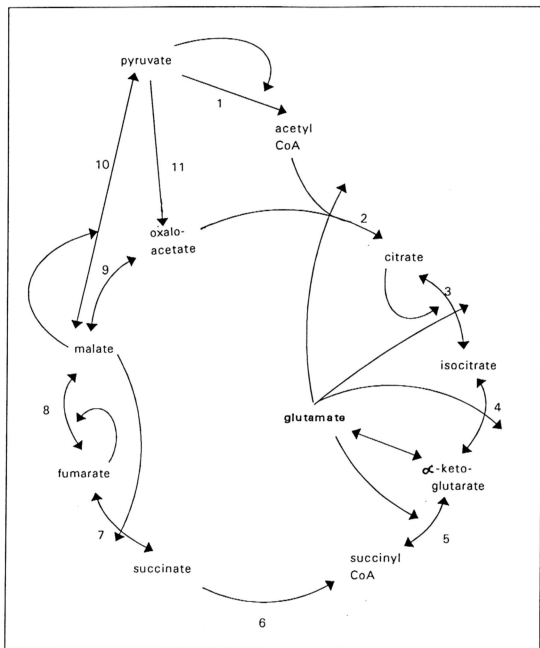 pyruvate
1
acetyl
CoA
10
11
oxalo-
acetate
2
citrate
9
3
malate
isocitrate
8
glutamate
4
fumarate
α-keto-
glutarate
7
5
succinate
succinyl
CoA
6